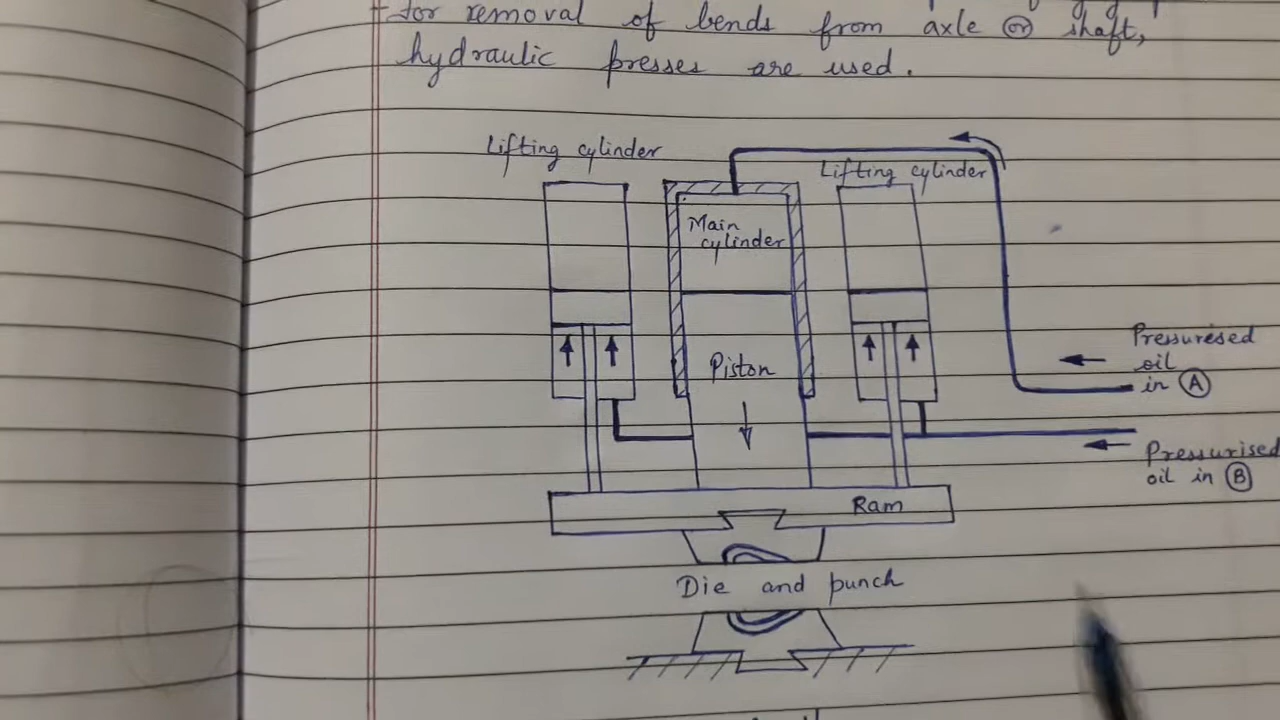 for removal of bends from axle or shaft,
hydraulic presses are used.
Lifting cylinder
Lifting cylinder
Main
cylinder
Piston
Pressureised
oil
in A
Pressurised
oil in B
Ram
Die and punch